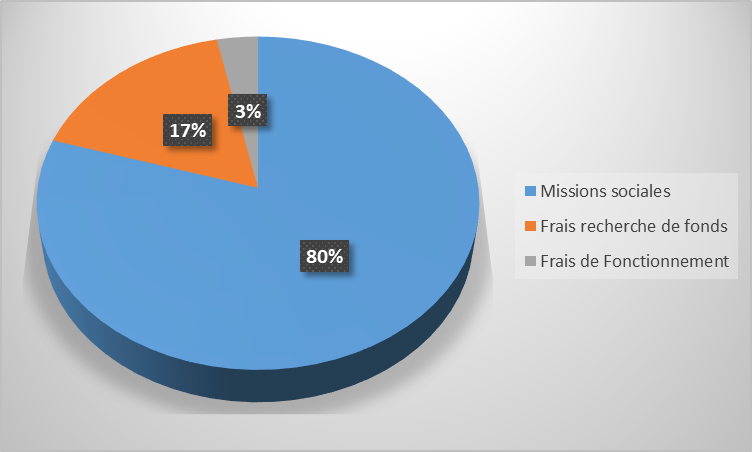 3%
17%
80%
Missions sociales
Frais recherche de fonds
Frais de Fonctionnement